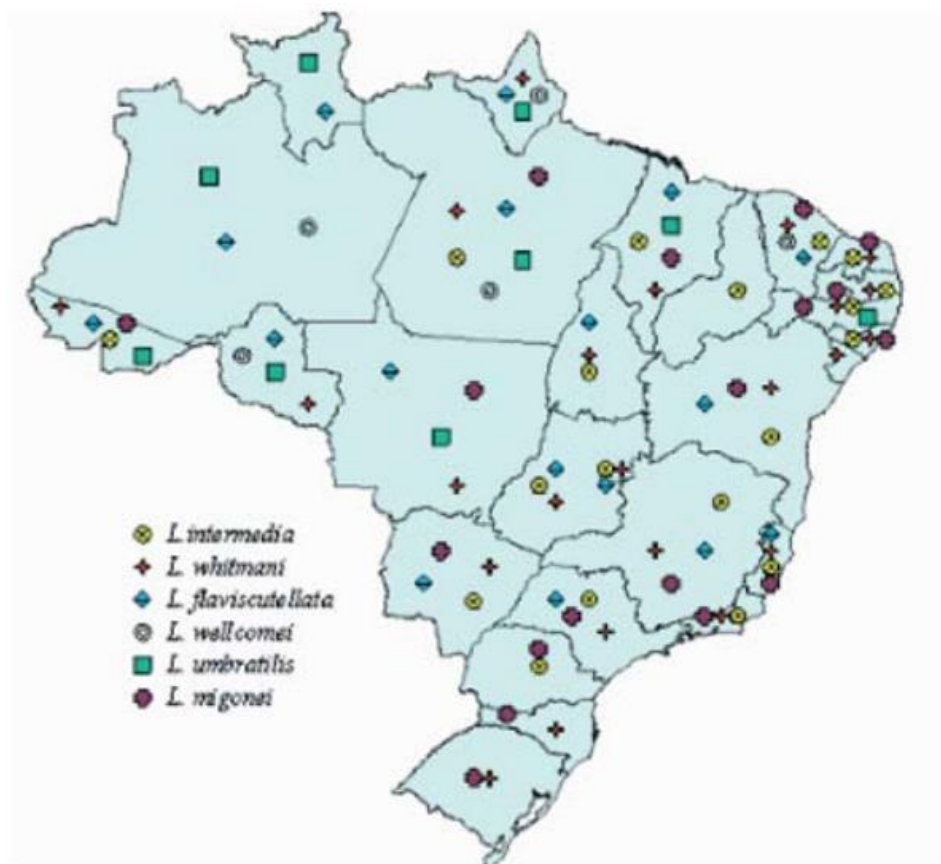 L. intermedia
L. whitmani
L. flaviscutellata
L. wellcomei
L. umbratilis
L. migonei